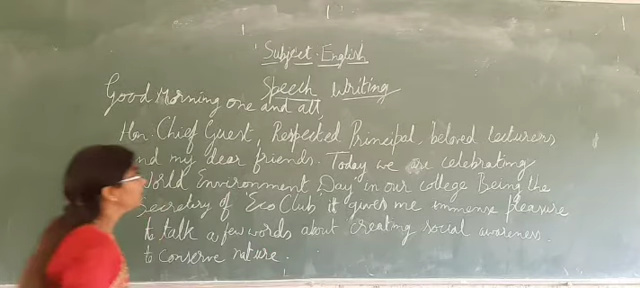 Subject. English
Speech Writing
Good Morning one and all,
Hon. Chief Guest, Respected Principal, beloved lecturers
and my dear friends. Today we are celebrating
World Environment Day in our college Being the
Secretary of 'Eco Club' it gives me immense pleasure
to talk a few words about creating social awareness.
to conserve nature.